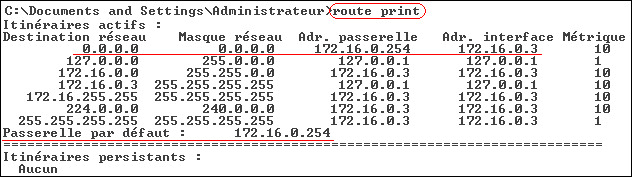 C:\Documents and Settings\Administrateur>route print
Itinéraires actifs :
Destination réseau Masque réseau Adr. passerelle Adr. interface Métrique
0.0.0.0 0.0.0.0 172.16.0.254 172.16.0.3 10
127.0.0.0 255.0.0.0 127.0.0.1 127.0.0.1 1
172.16.0.0 255.255.0.0 172.16.0.3 172.16.0.3 10
172.16.0.3 255.255.255.255 127.0.0.1 127.0.0.1 10
172.16.255.255 255.255.255.255 172.16.0.3 172.16.0.3 10
224.0.0.0 240.0.0.0 172.16.0.3 172.16.0.3 10
255.255.255.255 255.255.255.255 172.16.0.3 172.16.0.3 1
Passerelle par défaut : 172.16.0.254
===========================================================================
Itinéraires persistants :
Aucun